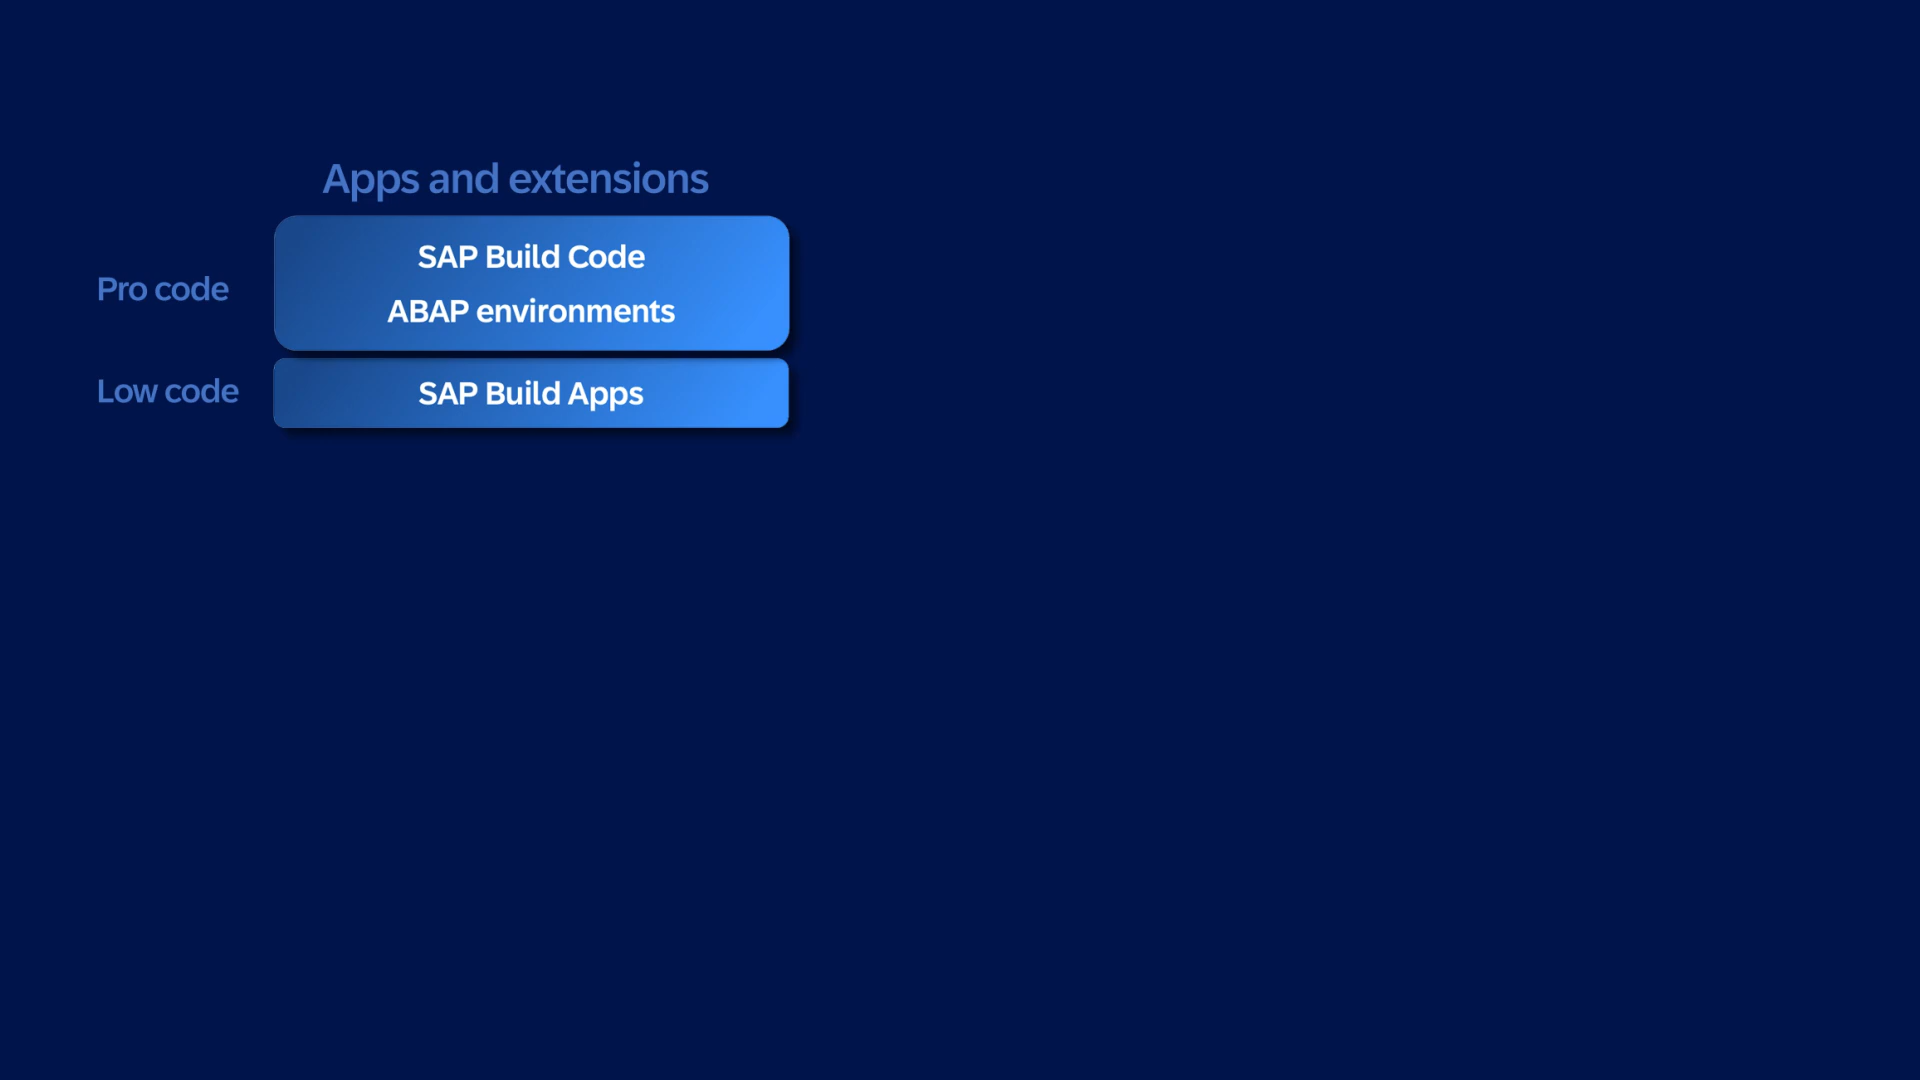 Apps and extensions
Pro code
SAP Build Code
ABAP environments
Low code
SAP Build Apps